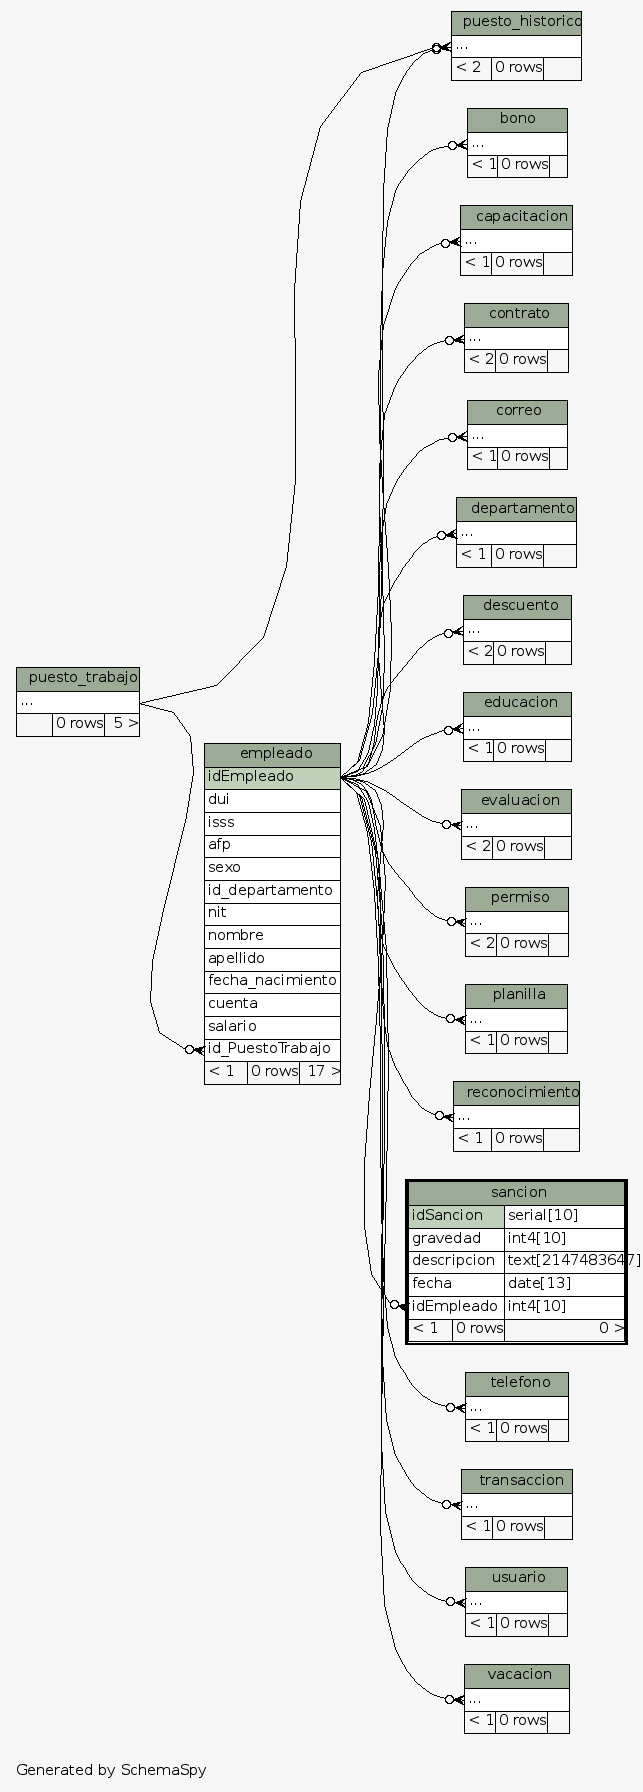 puesto_historico
...
< 2 0 rows
bono
...
< 1 0 rows
capacitacion
...
< 1 0 rows
contrato
...
< 2 0 rows
correo
...
< 1 0 rows
departamento
...
< 1 0 rows
descuento
...
< 2 0 rows
puesto_trabajo
...
0 rows 5 >
educacion
...
< 1 0 rows
empleado
idEmpleado
dui
isss
afp
sexo
id_departamento
nit
nombre
apellido
fecha_nacimiento
cuenta
salario
id_PuestoTrabajo
< 1 0 rows 17 >
evaluacion
...
< 2 0 rows
permiso
...
< 2 0 rows
planilla
...
< 1 0 rows
reconocimiento
...
< 1 0 rows
sancion
idSancion serial[10]
gravedad int4[10]
descripcion text[2147483647]
fecha date[13]
idEmpleado int4[10]
< 1 0 rows 0 >
telefono
...
< 1 0 rows
transaccion
...
< 1 0 rows
usuario
...
< 1 0 rows
vacacion
...
< 1 0 rows
Generated by SchemaSpy